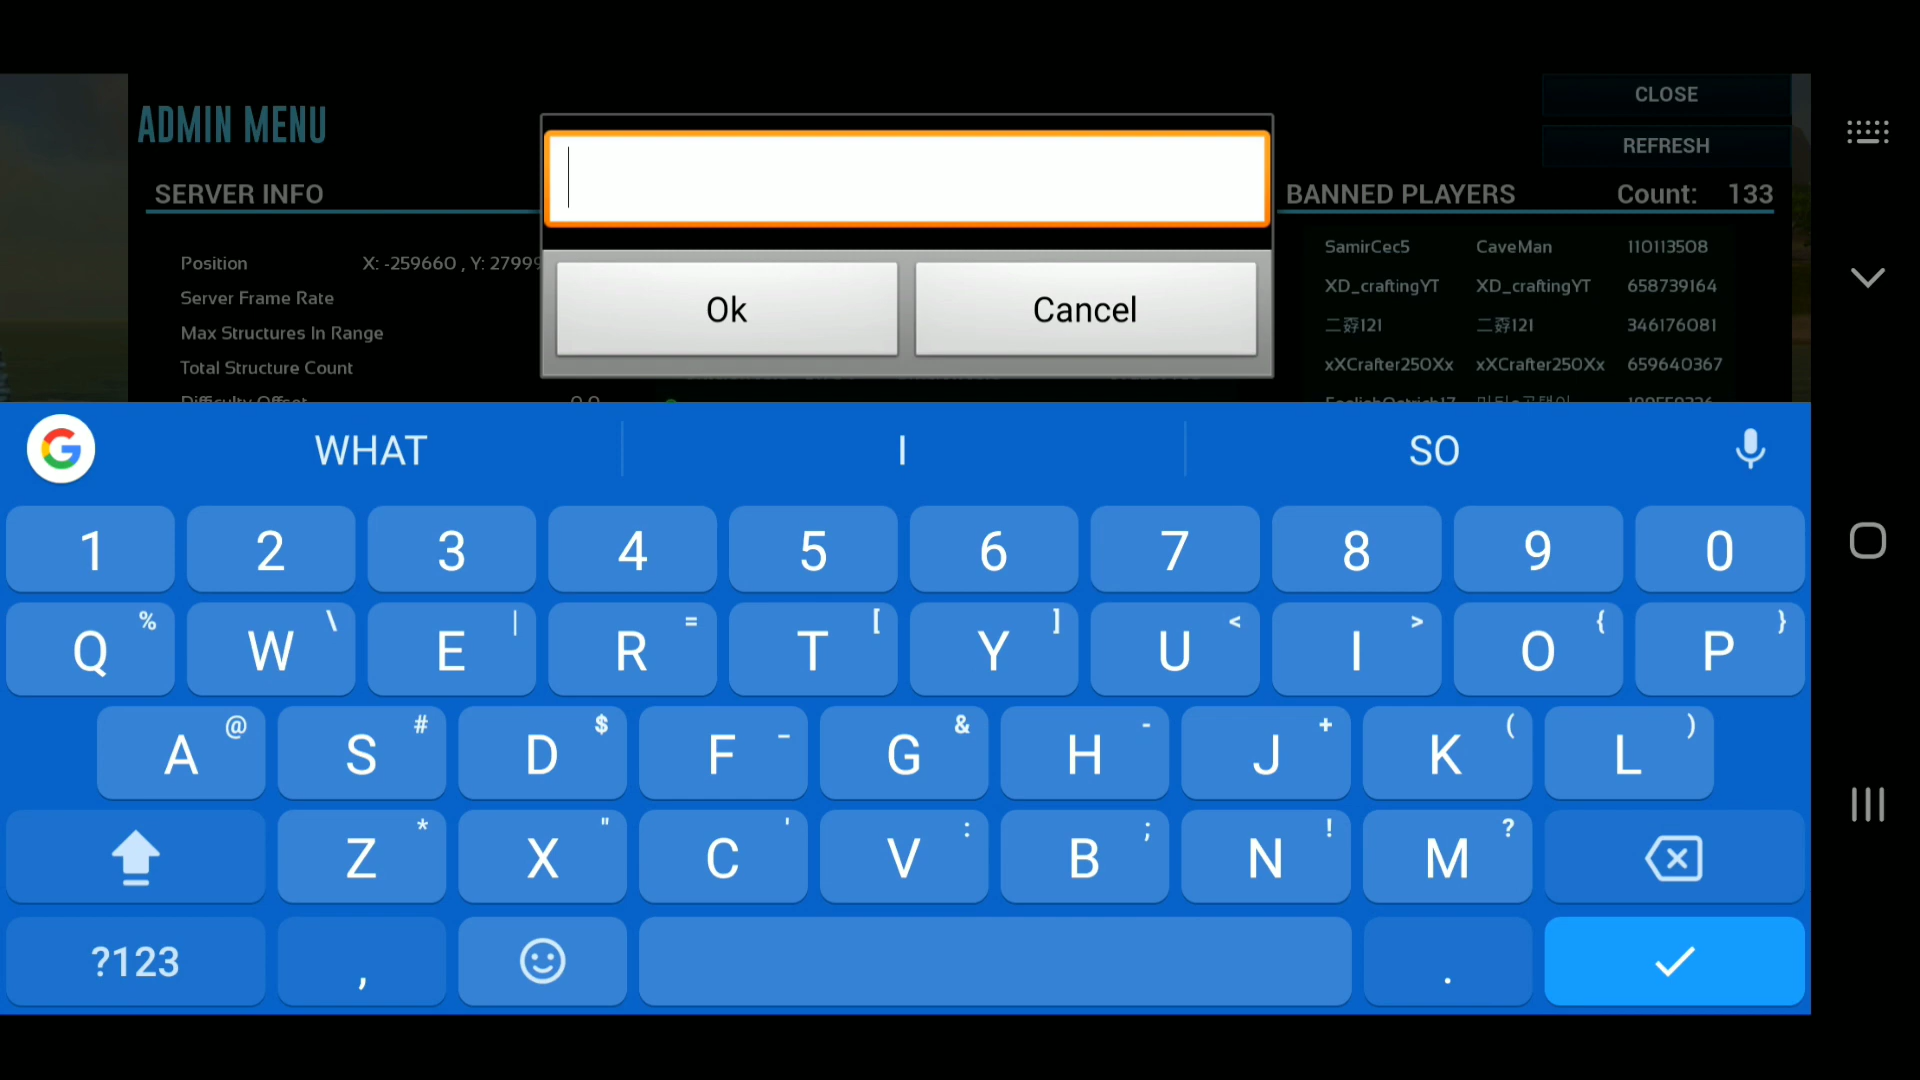 ADMIN MENU
CLOSE
REFRESH
SERVER INFO
BANNED PLAYERS Count: 133
Position X: -259660 , Y: 27999
Server Frame Rate
Max Structures In Range
Total Structure Count
SamirCec5 CaveMan 110113508
XD_craftingYT XD_craftingYT 658739164
二孬121 二孬121 346176081
xXCrafter250Xx xXCrafter250Xx 659640367
Ok Cancel
WHAT I SO
1 2 3 4 5 6 7 8 9 0
Q % W \ E | R = T [ Y ] U < I > O { P }
A @ S # D $ F _ G & H - J + K ( L )
Z * X " C ' V : B ; N ! M ?
?123 , .